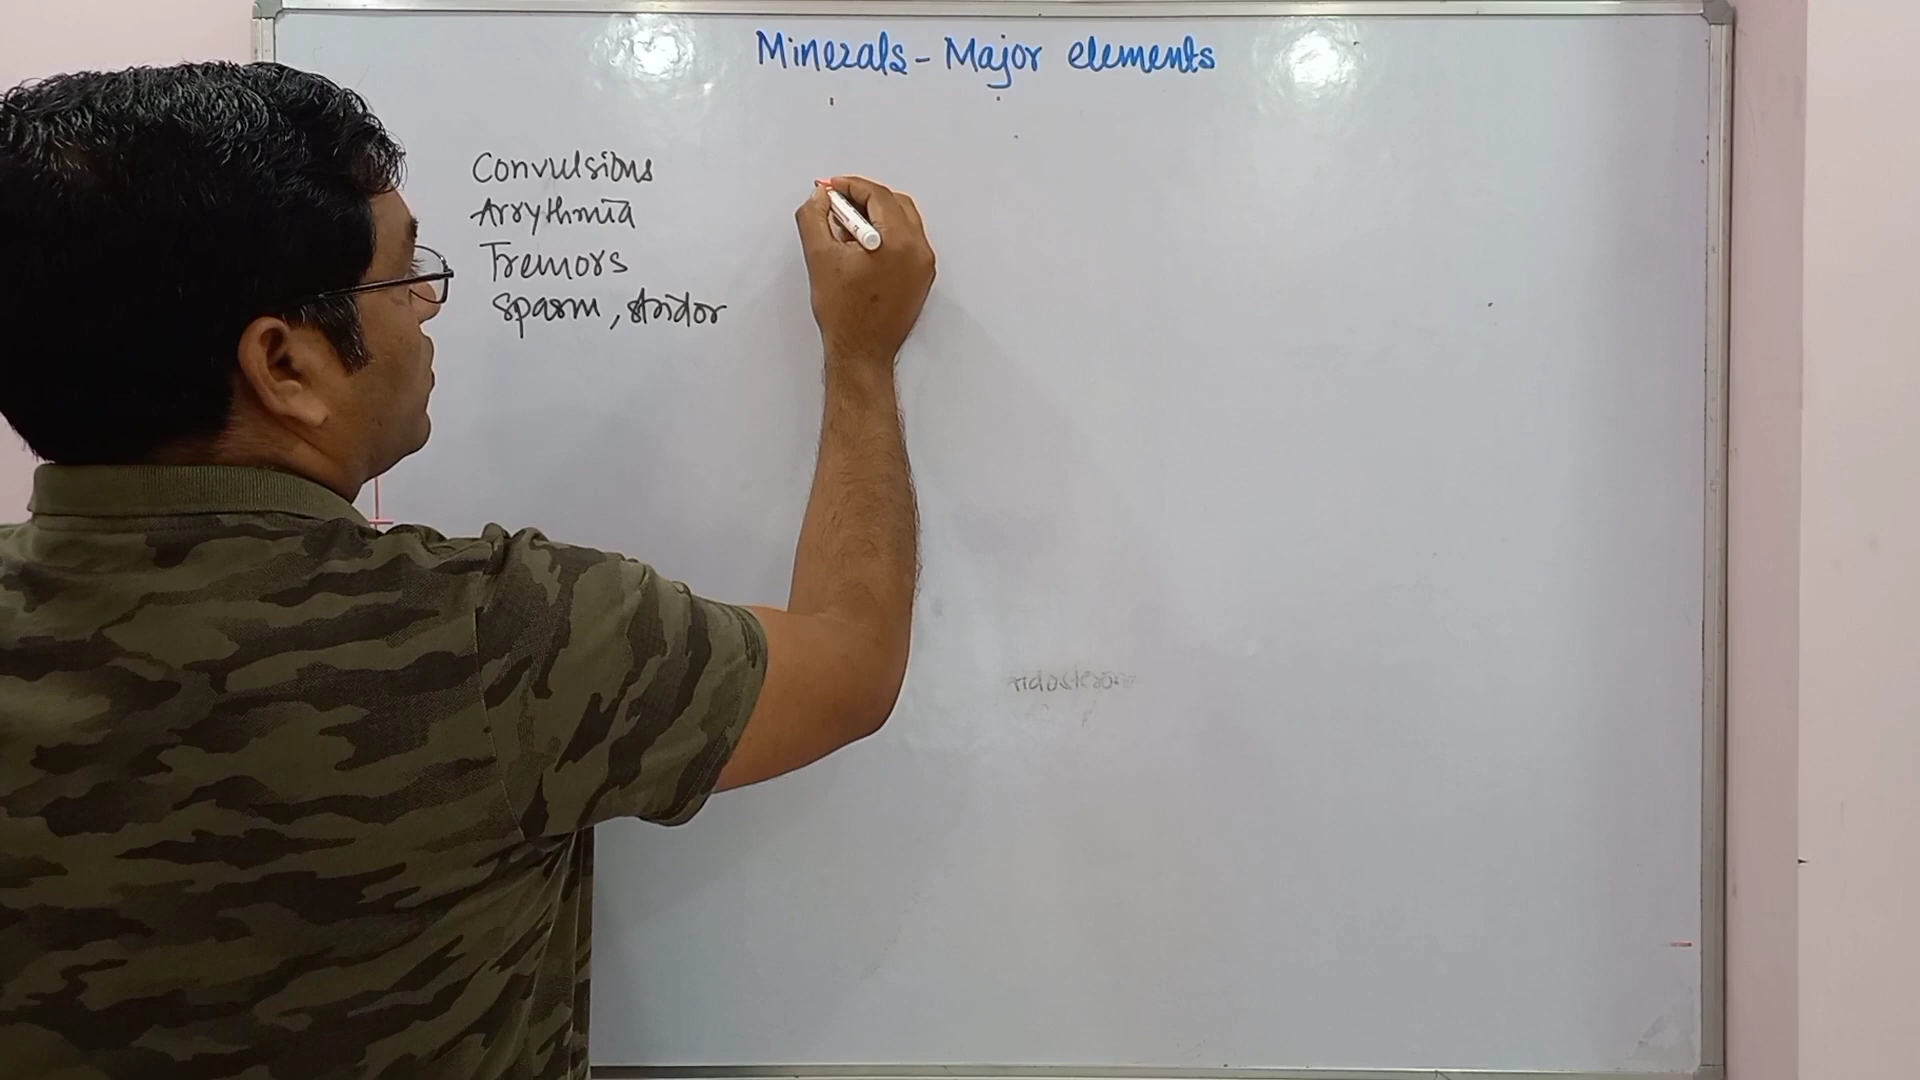 Minerals - Major elements
Convulsions
Arrythmia
Tremors
Spasm, stridor